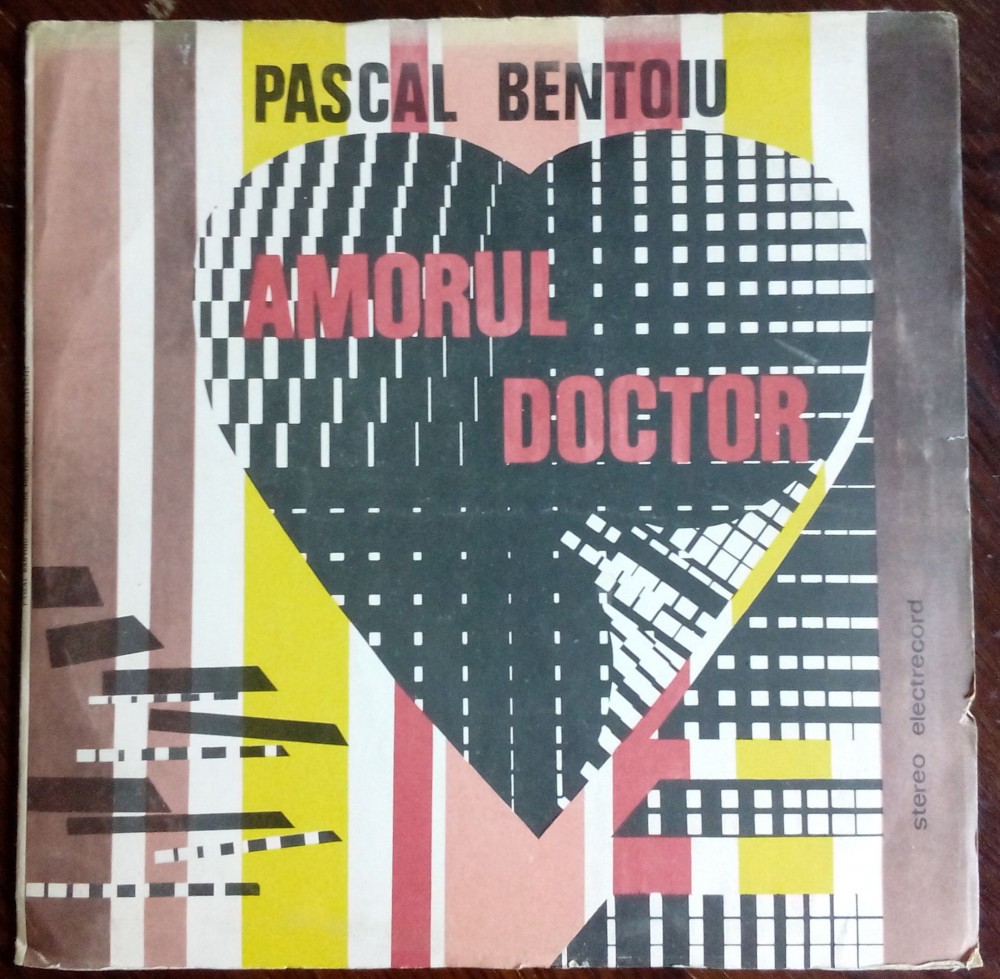 PASCAL BENTOIU
AMORUL
DOCTOR
stereo electrecord